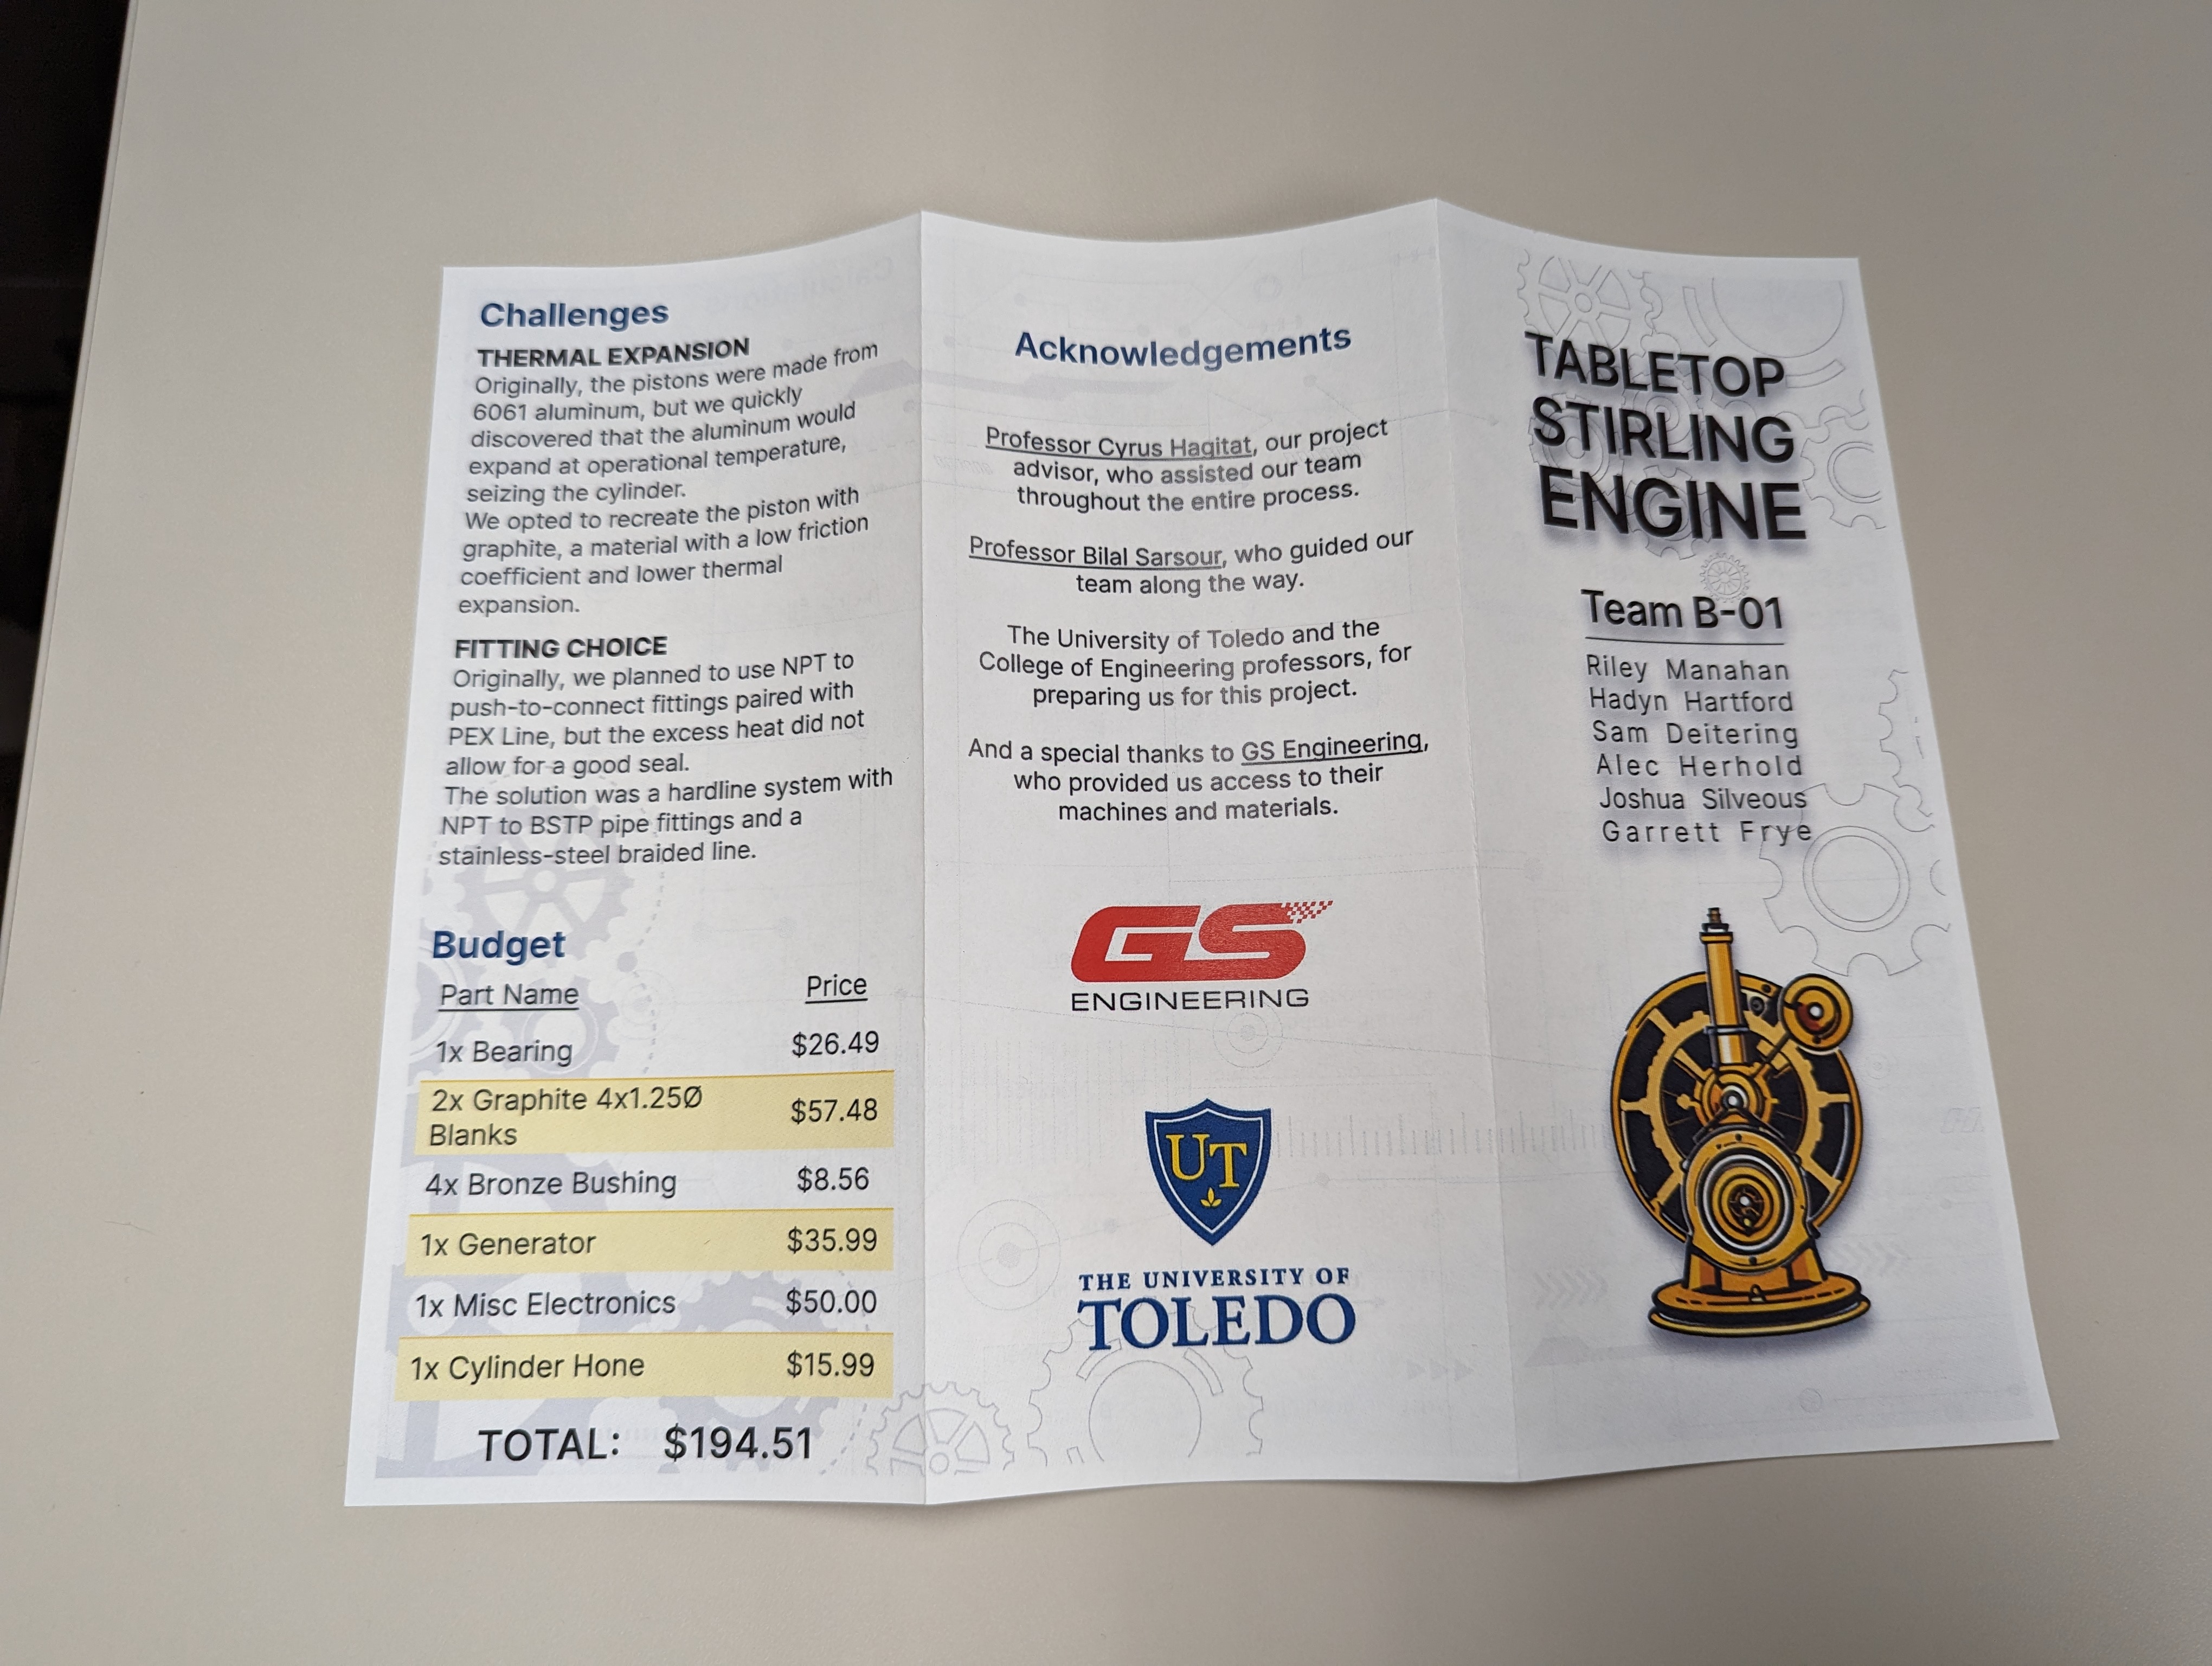 Challenges
THERMAL EXPANSION
Originally, the pistons were made from
6061 aluminum, but we quickly
discovered that the aluminum would
expand at operational temperature,
seizing the cylinder.
We opted to recreate the piston with
graphite, a material with a low friction
coefficient and lower thermal
expansion.
FITTING CHOICE
Originally, we planned to use NPT to
push-to-connect fittings paired with
PEX Line, but the excess heat did not
allow for a good seal.
The solution was a hardline system with
NPT to BSTP pipe fittings and a
stainless-steel braided line.
Budget
Part Name Price
1x Bearing $26.49
2x Graphite 4x1.25Ø
Blanks
$57.48
4x Bronze Bushing $8.56
1x Generator $35.99
1x Misc Electronics $50.00
1x Cylinder Hone $15.99
TOTAL: $194.51
Acknowledgements
Professor Cyrus Hagitat, our project
advisor, who assisted our team
throughout the entire process.
Professor Bilal Sarsour, who guided our
team along the way.
The University of Toledo and the
College of Engineering professors, for
preparing us for this project.
And a special thanks to GS Engineering,
who provided us access to their
machines and materials.
GS
ENGINEERING
UT
THE UNIVERSITY OF
TOLEDO
TABLETOP
STIRLING
ENGINE
Team B-01
Riley Manahan
Hadyn Hartford
Sam Deitering
Alec Herhold
Joshua Silveous
Garrett Frye